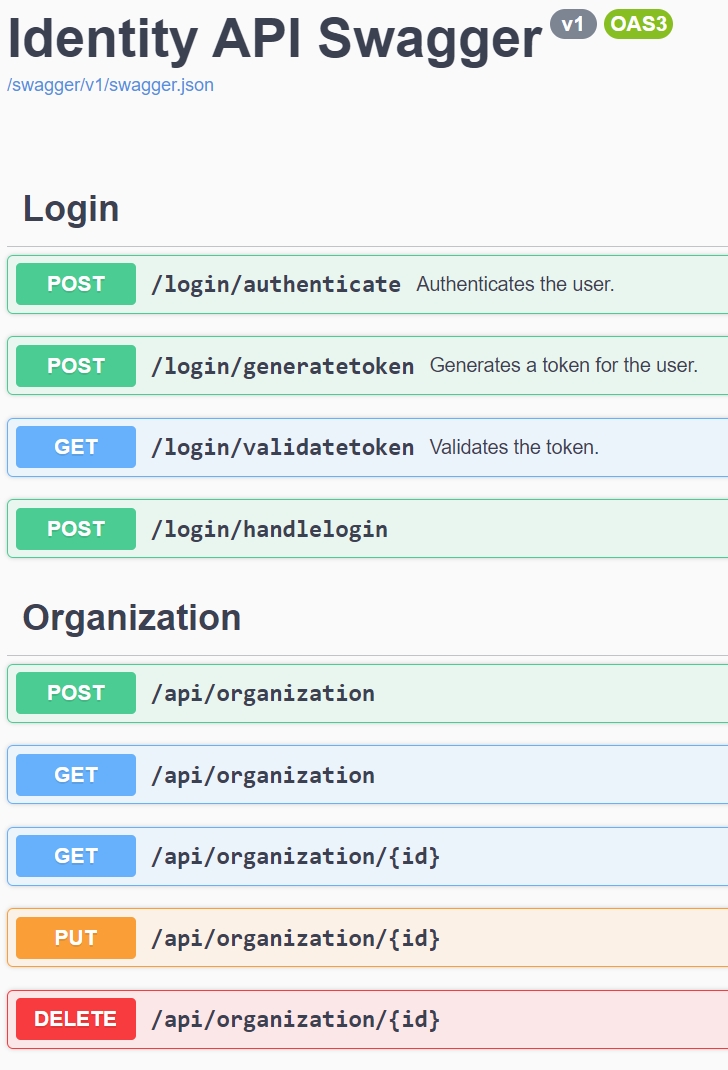 Identity API Swagger v1 OAS3
/swagger/v1/swagger.json
Login
POST /login/authenticate Authenticates the user.
POST /login/generatetoken Generates a token for the user.
GET /login/validatetoken Validates the token.
POST /login/handlelogin
Organization
POST /api/organization
GET /api/organization
GET /api/organization/{id}
PUT /api/organization/{id}
DELETE /api/organization/{id}